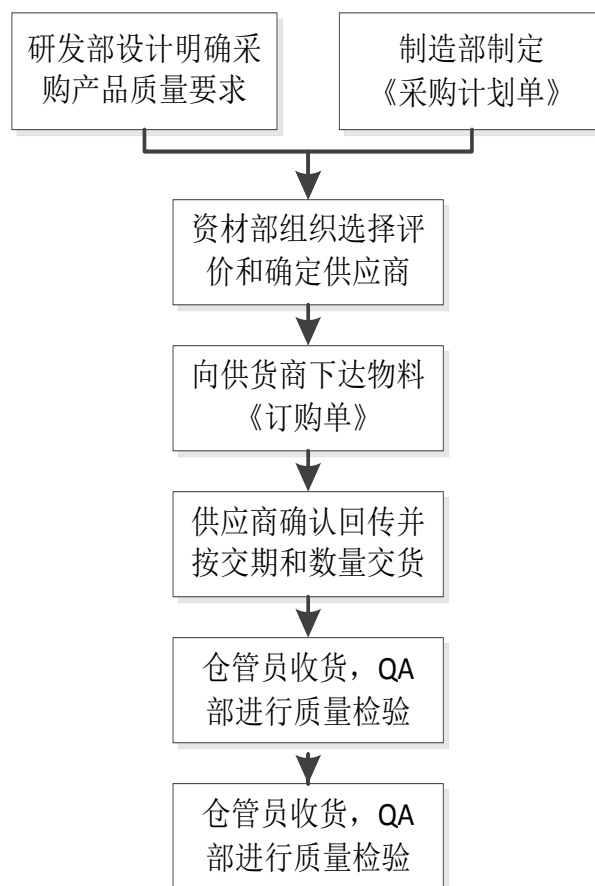 研发部设计明确采
购产品质量要求
制造部制定
《采购计划单》
资材部组织选择评
价和确定供应商
向供货商下达物料
《订购单》
供应商确认回传并
按交期和数量交货
仓管员收货，QA
部进行质量检验
仓管员收货，QA
部进行质量检验